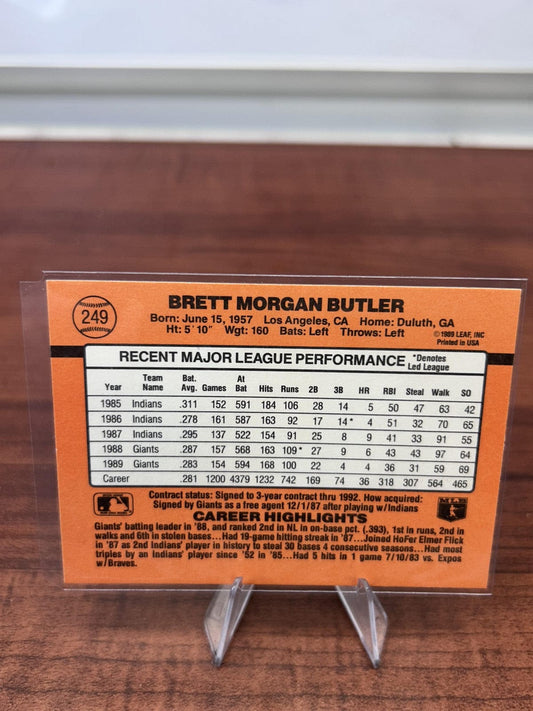 249
BRETT MORGAN BUTLER
Born: June 15, 1957 Los Angeles, CA Home: Duluth, GA
Ht: 5' 10" Wgt: 160 Bats: Left Throws: Left
©1989 LEAF, INC
Printed in USA
RECENT MAJOR LEAGUE PERFORMANCE *Denotes Led League
Year Team Name Bat. Avg. Games At Bat Hits Runs 2B 3B HR RBI Steal Walk SO
1985 Indians .311 152 591 184 106 28 14 5 50 47 63 42
1986 Indians .278 161 587 163 92 17 14* 4 51 32 70 65
1987 Indians .295 137 522 154 91 25 8 9 41 33 91 55
1988 Giants .287 157 568 163 109* 27 9 6 43 43 97 64
1989 Giants .283 154 594 168 100 22 4 4 36 31 59 69
Career .281 1200 4379 1232 742 169 74 36 318 307 564 465
Contract status: Signed to 3-year contract thru 1992. How acquired:
Signed by Giants as a free agent 12/1/87 after playing w/Indians
CAREER HIGHLIGHTS
Giants' batting leader in '88, and ranked 2nd in NL in on-base pct. (.393), 1st in runs, 2nd in
walks and 6th in stolen bases...Had 19-game hitting streak in '87...Joined HoFer Elmer Flick
in '87 as 2nd Indians' player in history to steal 30 bases 4 consecutive seasons...Had most
triples by an Indians' player since '52 in '85...Had 5 hits in 1 game 7/10/83 vs. Expos
w/Braves.